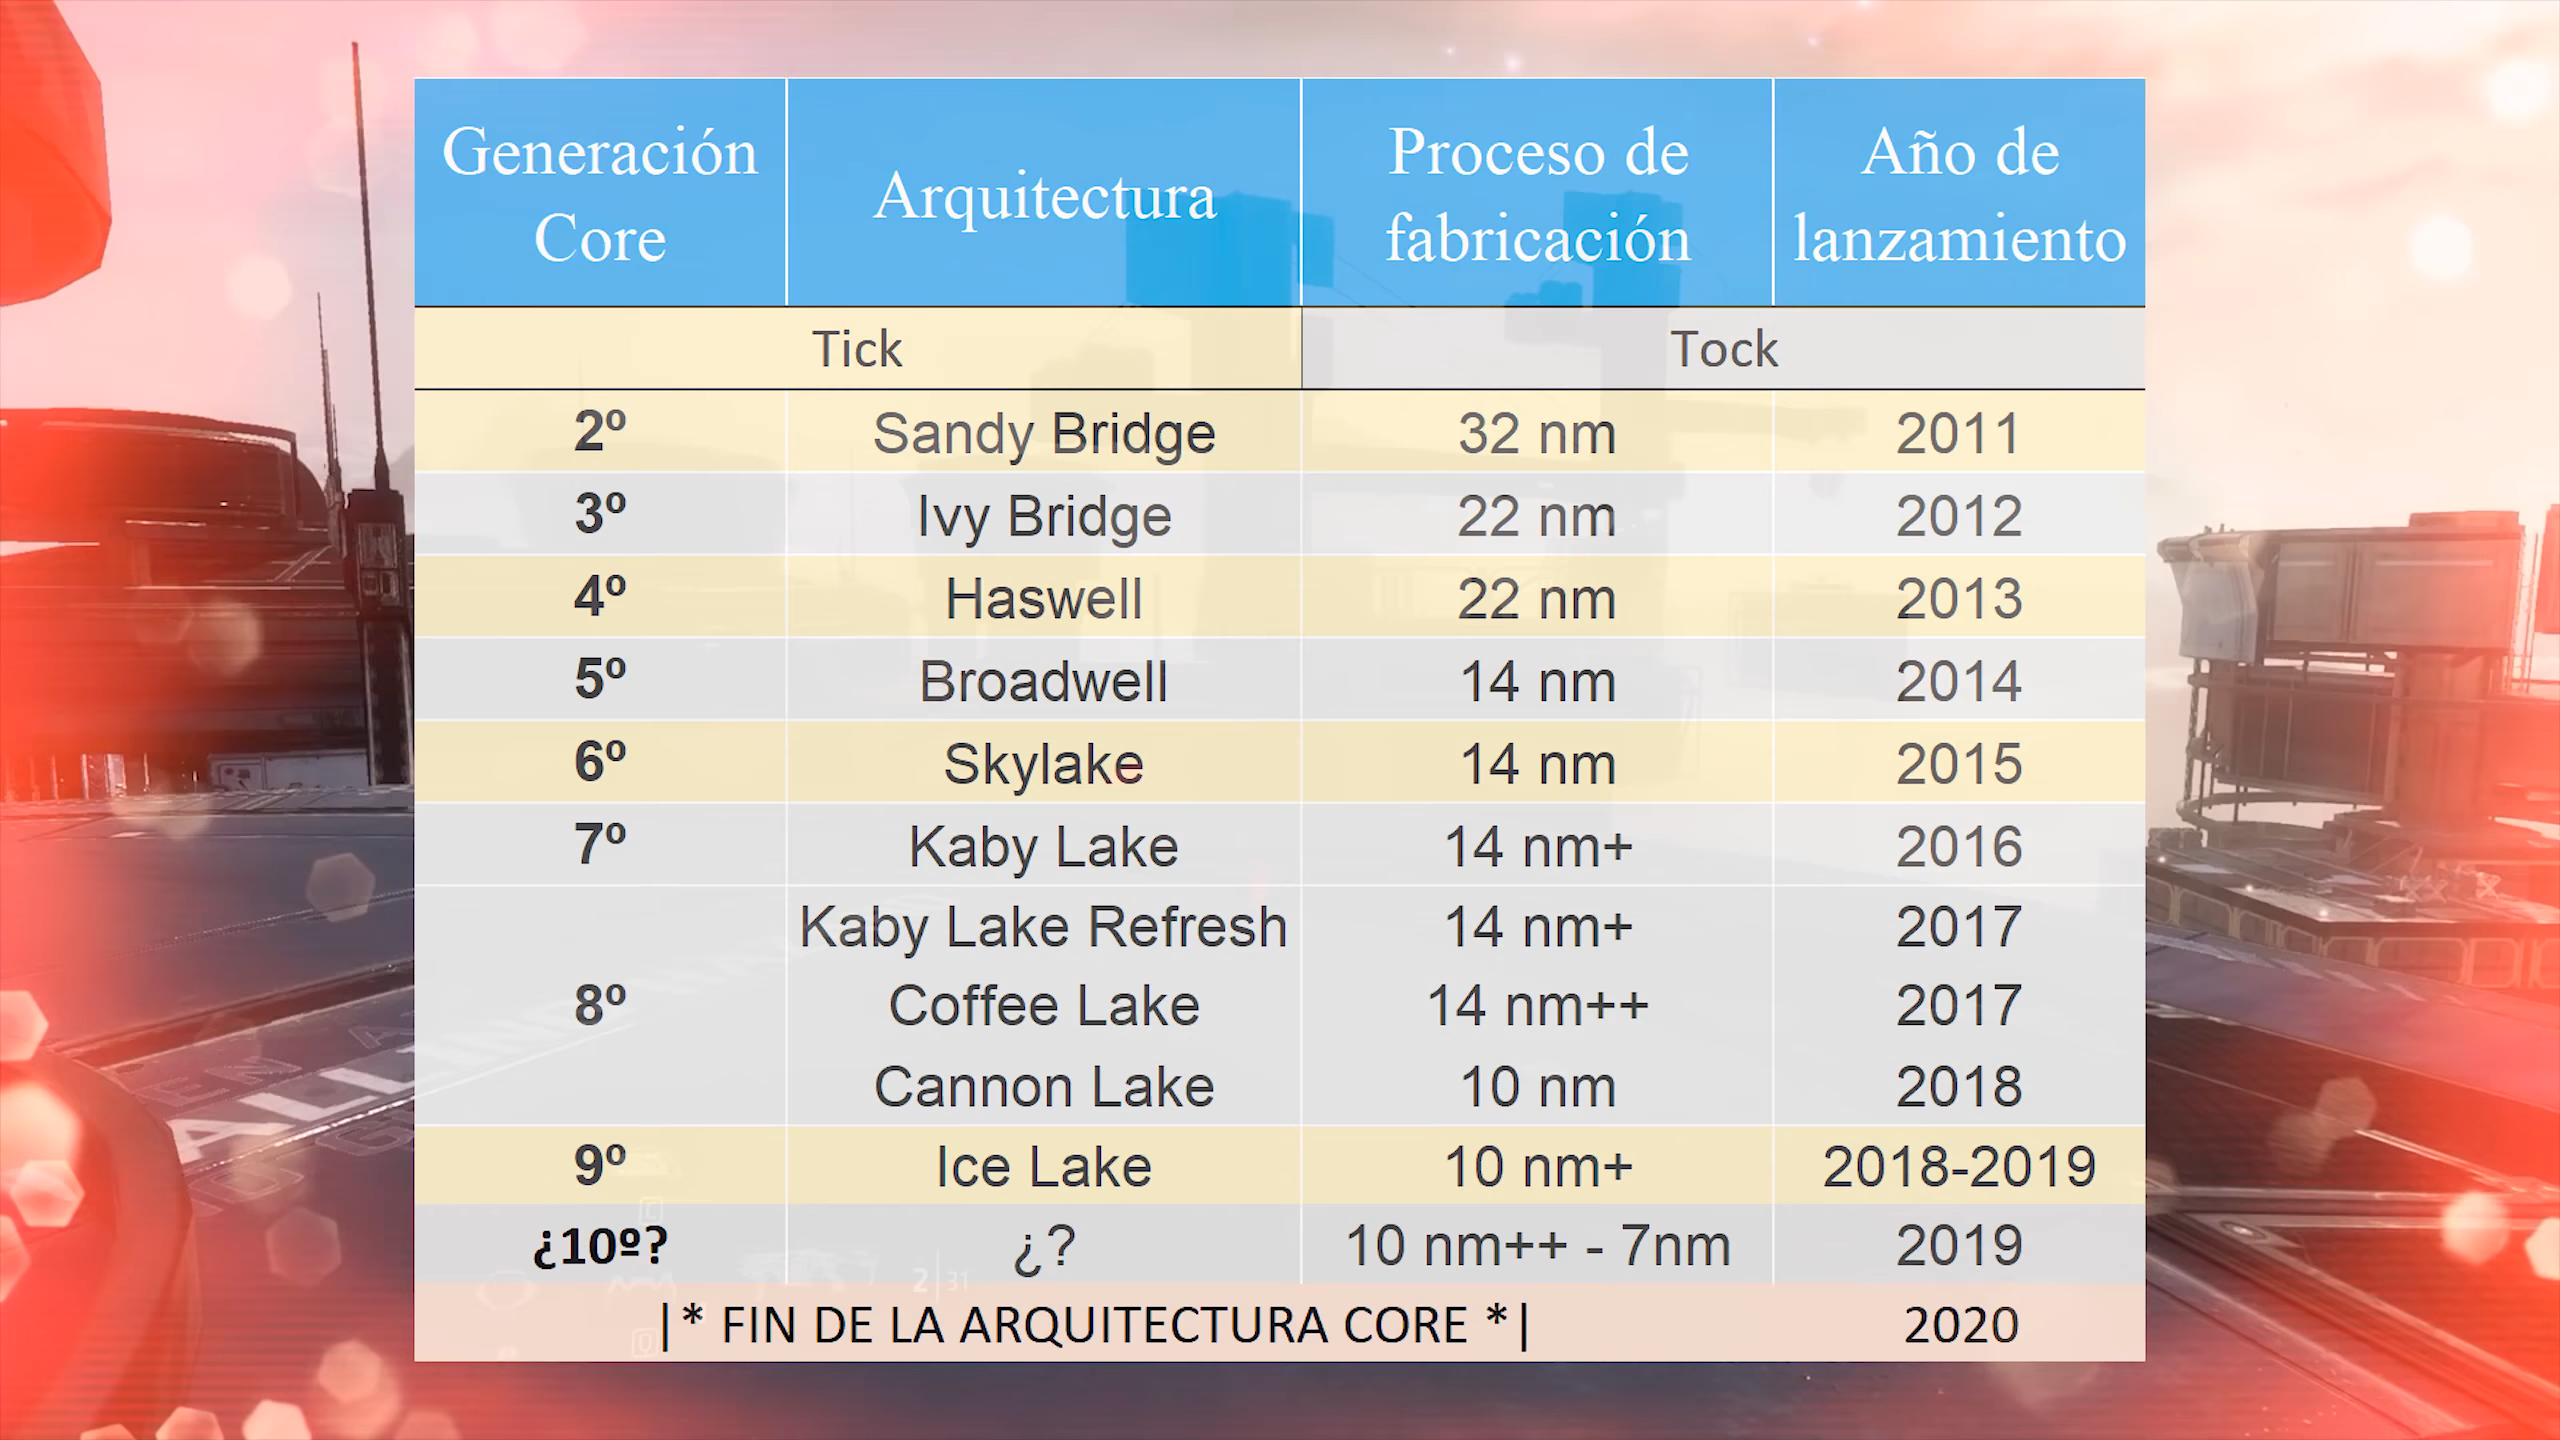 Generación Core
Arquitectura
Proceso de fabricación
Año de lanzamiento
Tick
Tock
2º Sandy Bridge 32 nm 2011
3º Ivy Bridge 22 nm 2012
4º Haswell 22 nm 2013
5º Broadwell 14 nm 2014
6º Skylake 14 nm 2015
7º Kaby Lake 14 nm+ 2016
Kaby Lake Refresh 14 nm+ 2017
8º Coffee Lake 14 nm++ 2017
Cannon Lake 10 nm 2018
9º Ice Lake 10 nm+ 2018-2019
¿10º? ¿? 10 nm++ - 7nm 2019
|* FIN DE LA ARQUITECTURA CORE *| 2020